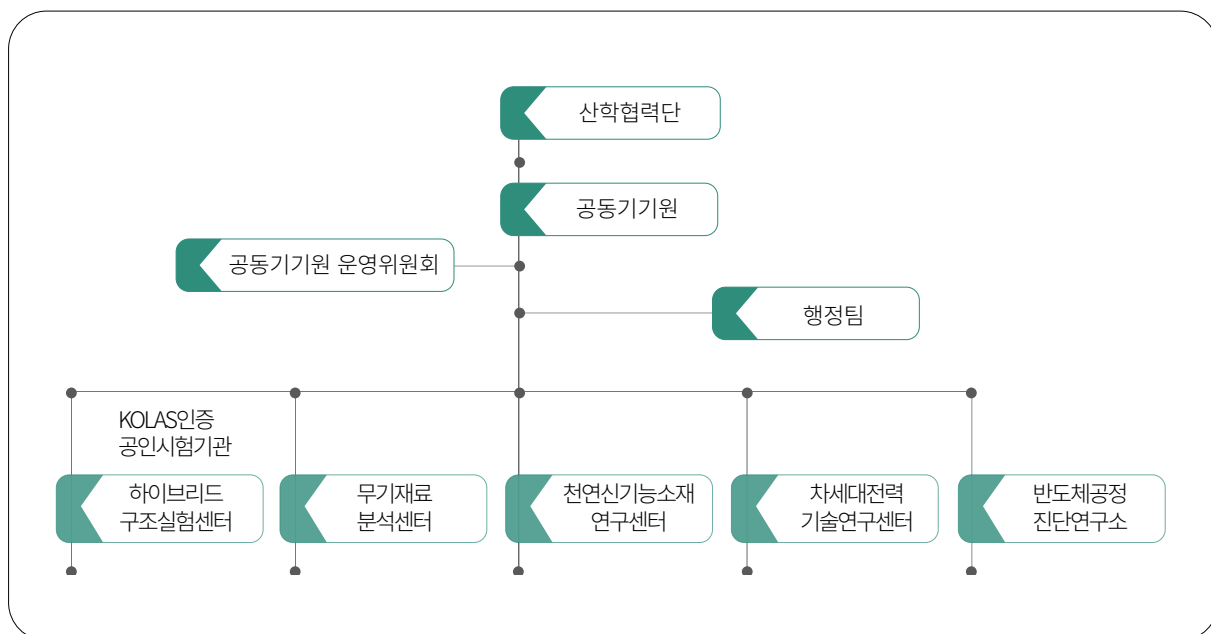 산학협력단
공동기기원
공동기기원 운영위원회
행정팀
KOLAS인증
공인시험기관
하이브리드
구조실험센터
무기재료
분석센터
천연신기능소재
연구센터
차세대전력
기술연구센터
반도체공정
진단연구소